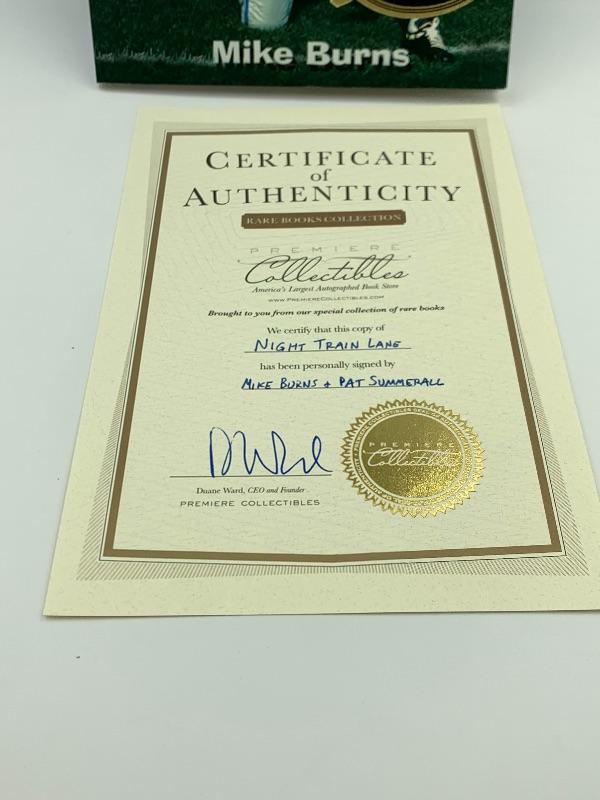 Mike Burns
CERTIFICATE
of
AUTHENTICITY
RARE BOOKS COLLECTION
PREMIERE
Collectibles
America's Largest Autographed Book Store
www.PremiereCollectibles.com
Brought to you from our special collection of rare books
We certify that this copy of
NIGHT TRAIN LANE
has been personally signed by
MIKE BURNS & PAT SUMMERALL
DWard
Duane Ward, CEO and Founder
PREMIERE COLLECTIBLES
PREMIERE
Collectibles